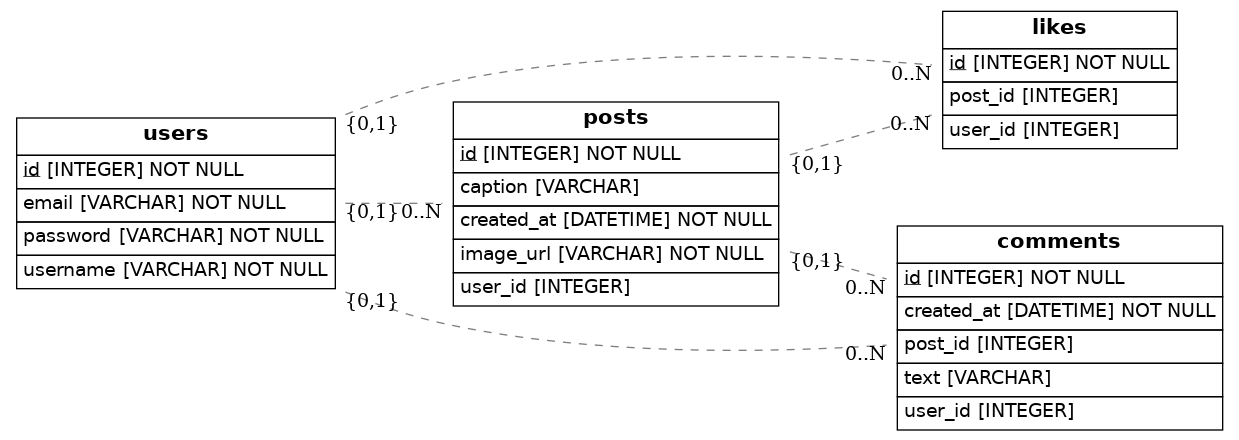 users
id [INTEGER] NOT NULL
email [VARCHAR] NOT NULL
password [VARCHAR] NOT NULL
username [VARCHAR] NOT NULL
{0,1}
{0,1}
0..N
{0,1}
posts
id [INTEGER] NOT NULL
caption [VARCHAR]
created_at [DATETIME] NOT NULL
image_url [VARCHAR] NOT NULL
user_id [INTEGER]
{0,1}
{0,1}
0..N
0..N
likes
id [INTEGER] NOT NULL
post_id [INTEGER]
user_id [INTEGER]
0..N
0..N
comments
id [INTEGER] NOT NULL
created_at [DATETIME] NOT NULL
post_id [INTEGER]
text [VARCHAR]
user_id [INTEGER]